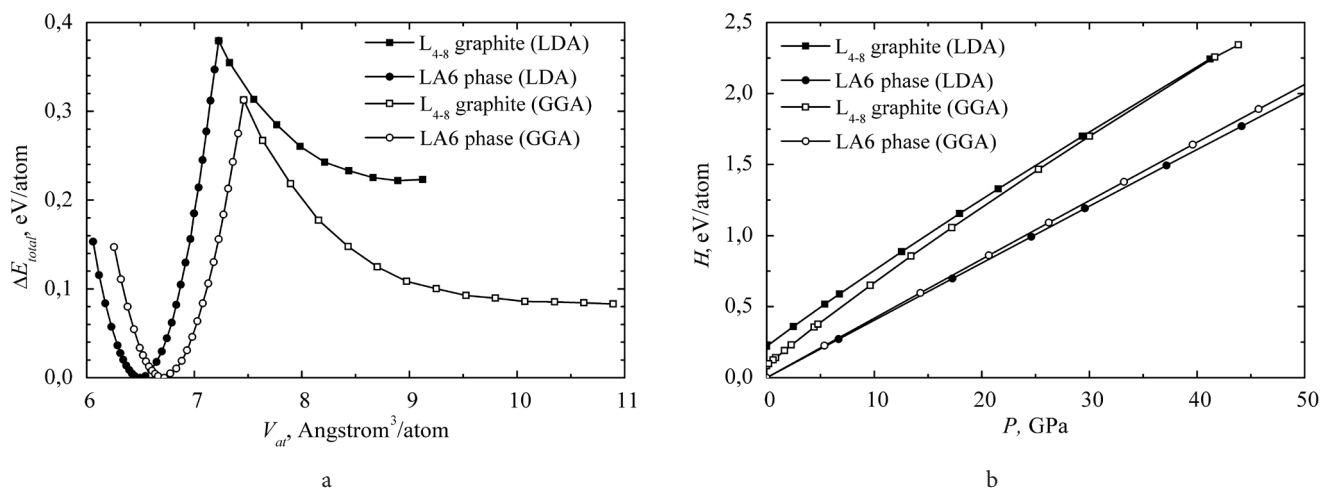 0,4
0,3
0,2
0,1
0,0
ΔE_total, eV/atom
L4-8 graphite (LDA)
LA6 phase (LDA)
L4-8 graphite (GGA)
LA6 phase (GGA)
6 7 8 9 10 11
V_at, Angstrom³/atom
a
2,5
2,0
1,5
1,0
0,5
0,0
H, eV/atom
L4-8 graphite (LDA)
LA6 phase (LDA)
L4-8 graphite (GGA)
LA6 phase (GGA)
0 10 20 30 40 50
P, GPa
b